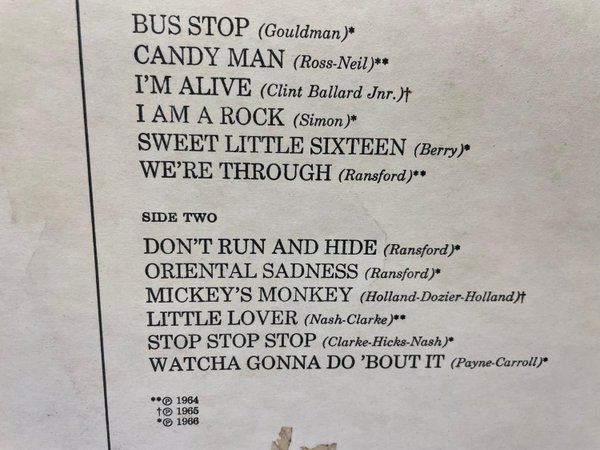 BUS STOP (Gouldman)*
CANDY MAN (Ross-Neil)**
I'M ALIVE (Clint Ballard Jnr.)†
I AM A ROCK (Simon)*
SWEET LITTLE SIXTEEN (Berry)*
WE'RE THROUGH (Ransford)**
SIDE TWO
DON'T RUN AND HIDE (Ransford)*
ORIENTAL SADNESS (Ransford)*
MICKEY'S MONKEY (Holland-Dozier-Holland)†
LITTLE LOVER (Nash-Clarke)**
STOP STOP STOP (Clarke-Hicks-Nash)*
WATCHA GONNA DO 'BOUT IT (Payne-Carroll)*
**℗ 1964
†℗ 1965
*℗ 1966